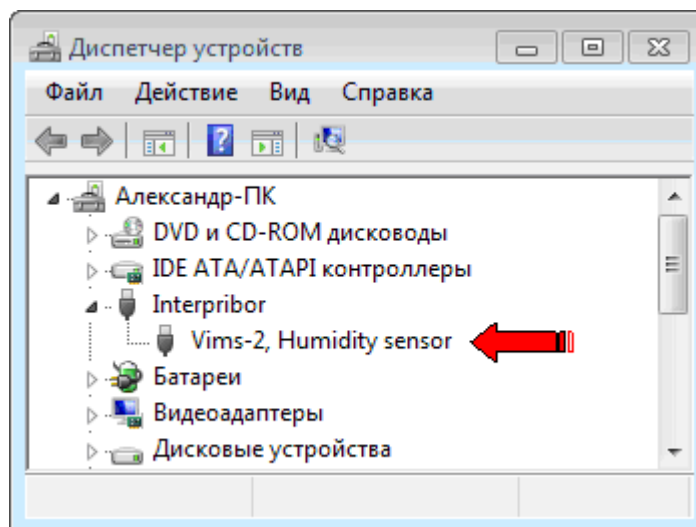 Диспетчер устройств
Файл Действие Вид Справка
Александр-ПК
DVD и CD-ROM дисководы
IDE ATA/ATAPI контроллеры
Interpribor
Vims-2, Humidity sensor
Батареи
Видеоадаптеры
Дисковые устройства